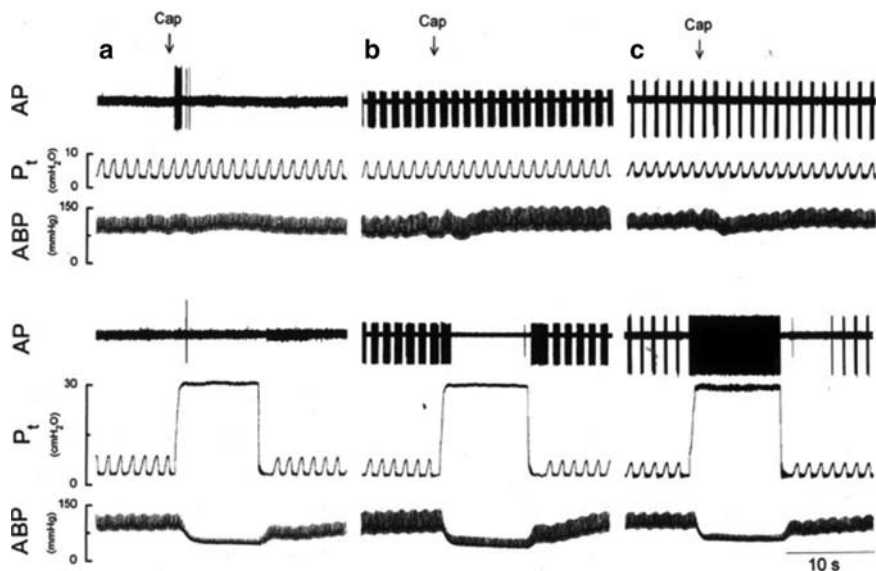 Cap Cap Cap
a b c
AP
10
Pt (cmH2O)
0
150
ABP (mmHg)
0
AP
30
Pt (cmH2O)
0
150
ABP (mmHg)
0
10 s